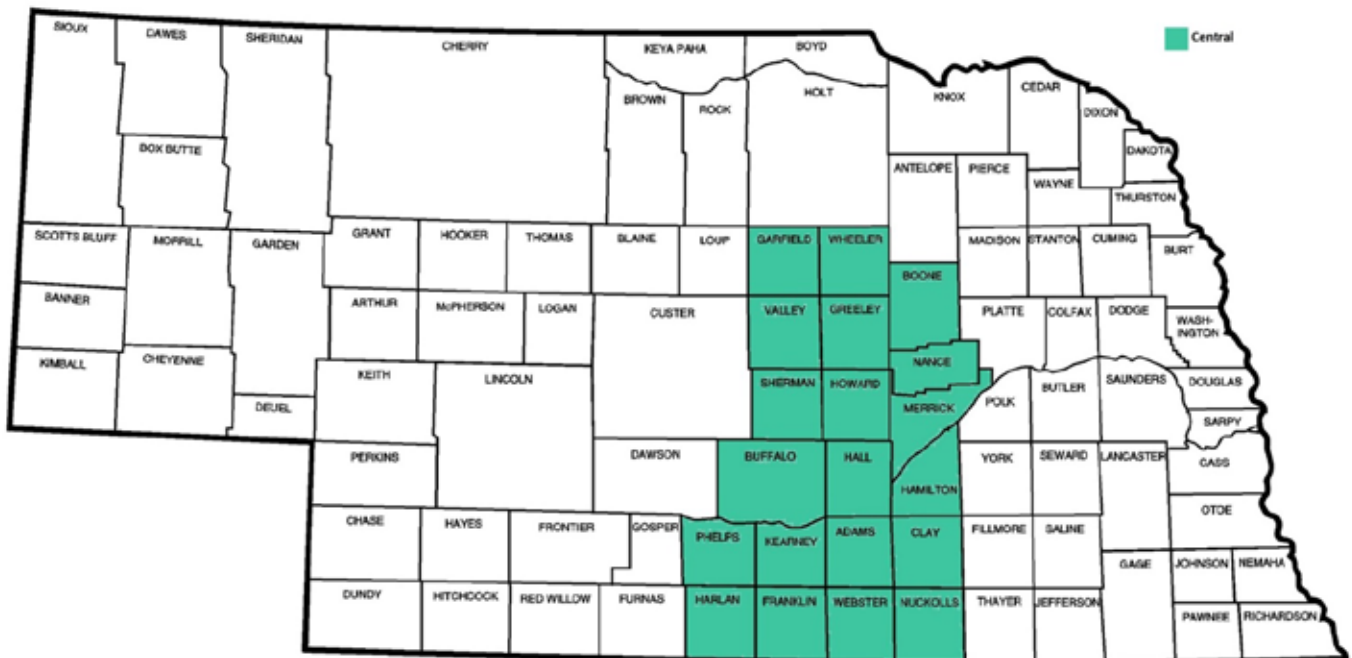 SIOUX
DAWES
SHERIDAN
CHERRY
KEYA PAHA
BOYD
Central
BROWN
ROCK
HOLT
KNOX
CEDAR
DIXON
DAKOTA
BOX BUTTE
ANTELOPE
PIERCE
WAYNE
THURSTON
SCOTTS BLUFF
MORRILL
GARDEN
GRANT
HOOKER
THOMAS
BLAINE
LOUP
GARFIELD
WHEELER
MADISON
STANTON
CUMING
BURT
BOONE
BANNER
ARTHUR
McPHERSON
LOGAN
CUSTER
VALLEY
GREELEY
PLATTE
COLFAX
DODGE
WASH-
INGTON
KIMBALL
CHEYENNE
KEITH
LINCOLN
NANCE
SHERMAN
HOWARD
BUTLER
SAUNDERS
DOUGLAS
DEUEL
MERRICK
POLK
SARPY
PERKINS
DAWSON
BUFFALO
HALL
YORK
SEWARD
LANCASTER
CASS
HAMILTON
OTOE
CHASE
HAYES
FRONTIER
GOSPER
PHELPS
KEARNEY
ADAMS
CLAY
FILLMORE
SALINE
GAGE
JOHNSON
NEMAHA
DUNDY
HITCHCOCK
RED WILLOW
FURNAS
HARLAN
FRANKLIN
WEBSTER
NUCKOLLS
THAYER
JEFFERSON
PAWNEE
RICHARDSON